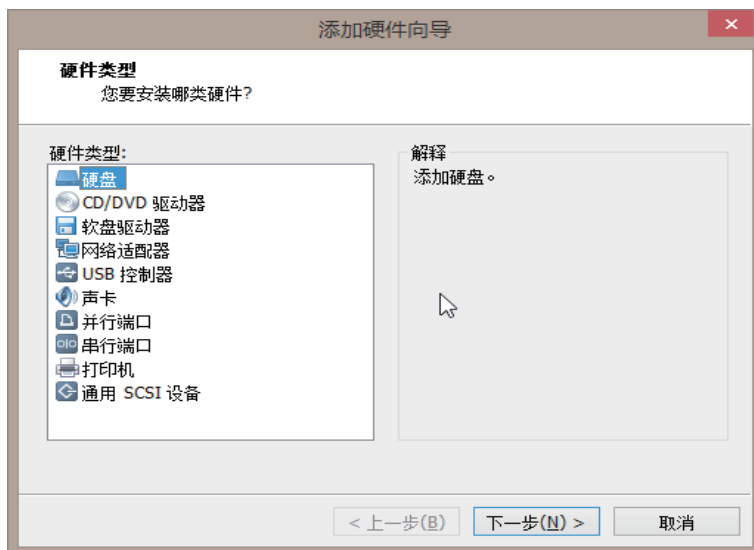 添加硬件向导
硬件类型
您要安装哪类硬件?
硬件类型:
硬盘
CD/DVD 驱动器
软盘驱动器
网络适配器
USB 控制器
声卡
并行端口
串行端口
打印机
通用 SCSI 设备
解释
添加硬盘。
< 上一步(B)
下一步(N) >
取消